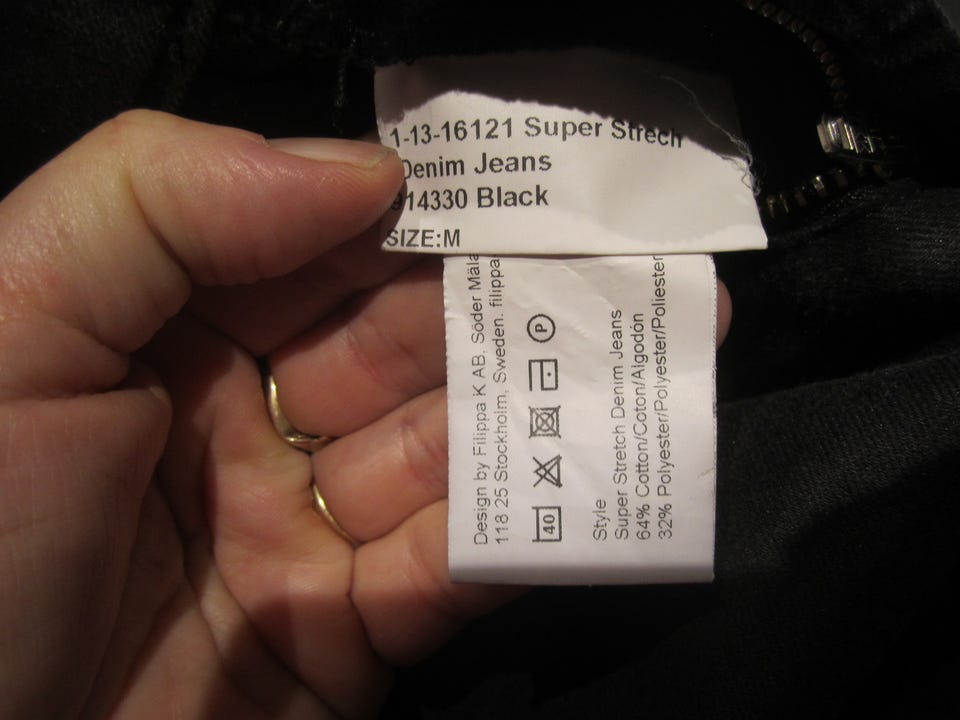 1-13-16121 Super Strech
Denim Jeans
914330 Black
SIZE:M
Design by Filippa K AB, Söder
118 25 Stockholm, Sweden. filippa
P
40
Style
Super Stretch Denim Jeans
64% Cotton/Coton/Algodón
32% Polyester/Polyester/Poliester